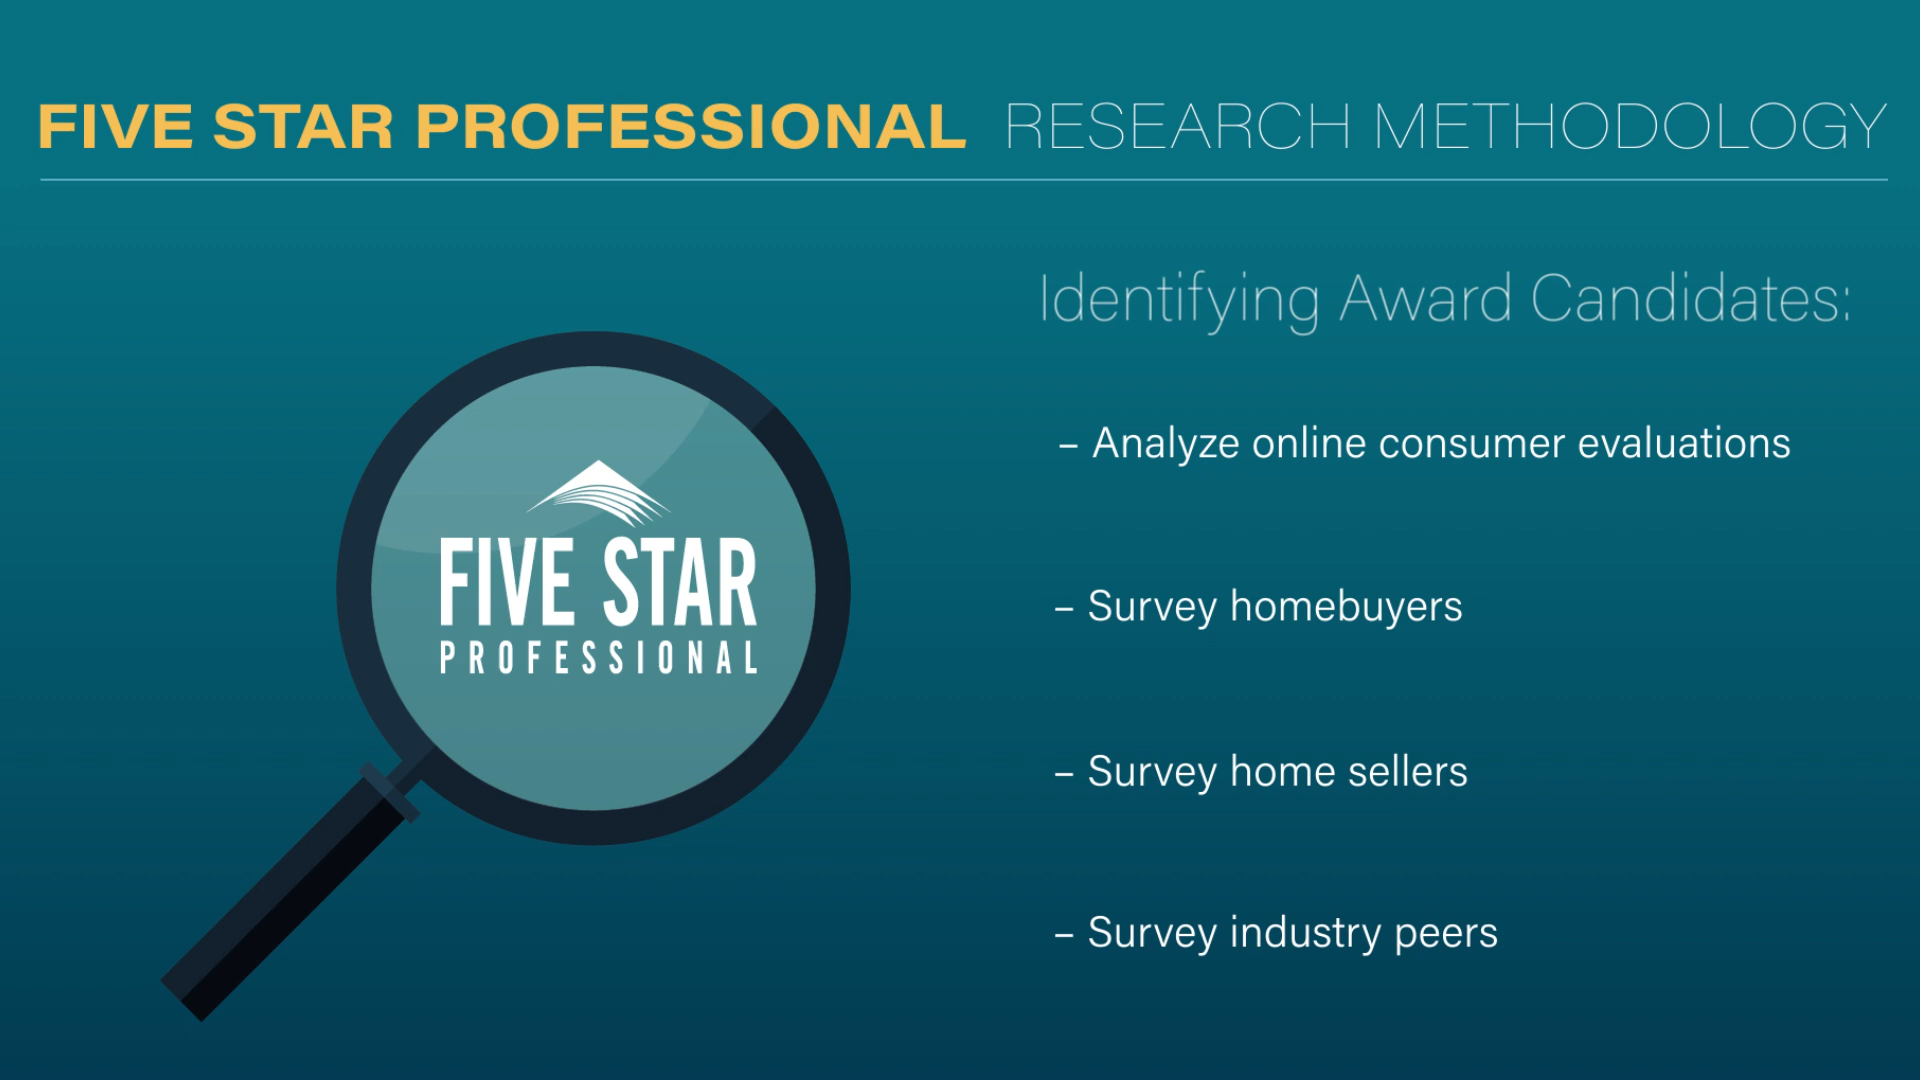 FIVE STAR PROFESSIONAL RESEARCH METHODOLOGY
FIVE STAR
PROFESSIONAL
Identifying Award Candidates:
– Analyze online consumer evaluations
– Survey homebuyers
– Survey home sellers
– Survey industry peers